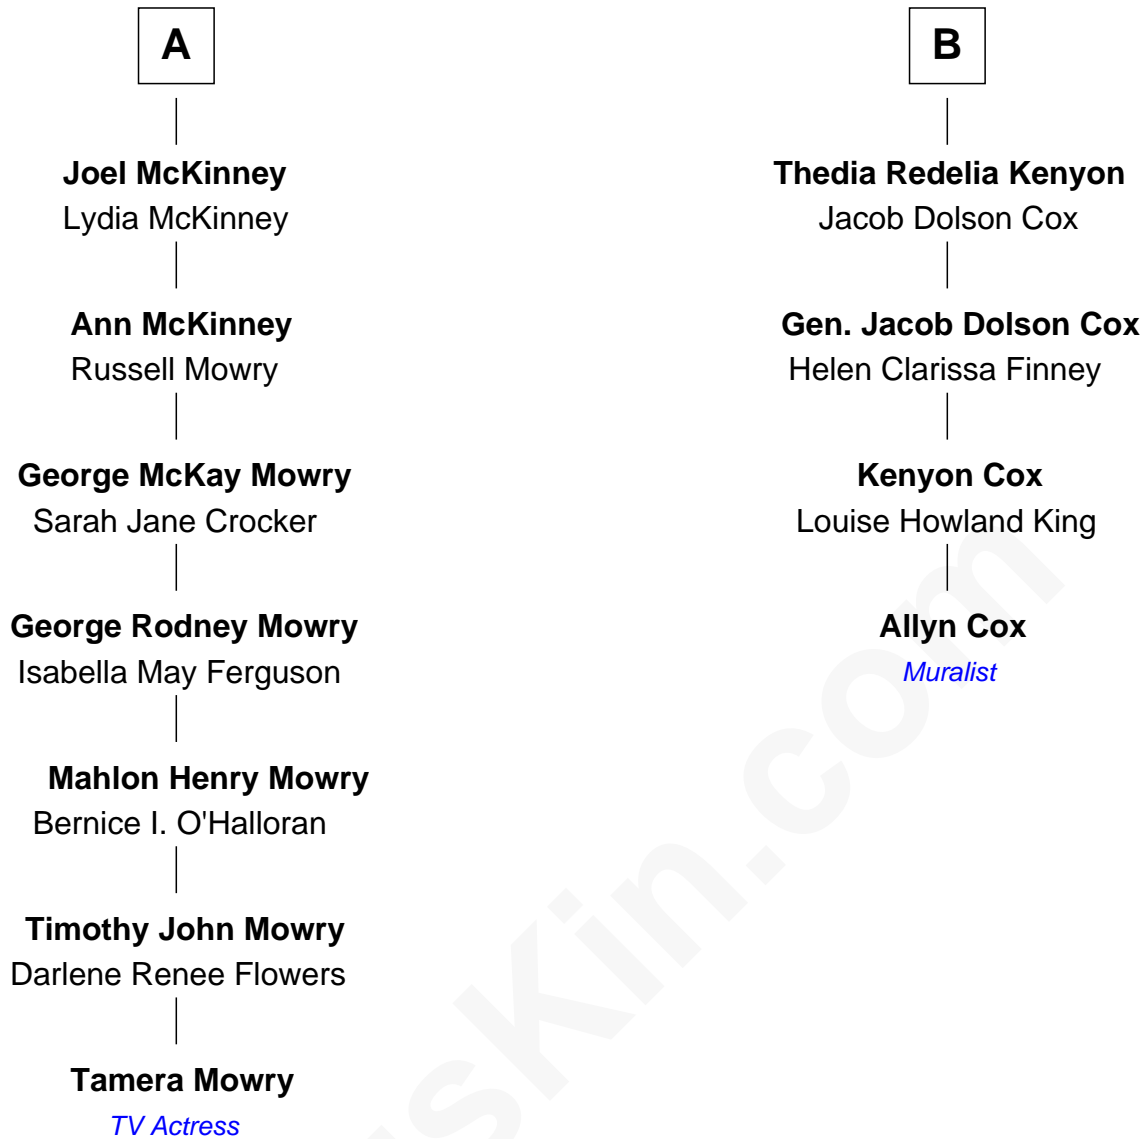 A
Joel McKinney
Lydia McKinney
Ann McKinney
Russell Mowry
George McKay Mowry
Sarah Jane Crocker
George Rodney Mowry
Isabella May Ferguson
Mahlon Henry Mowry
Bernice I. O'Halloran
Timothy John Mowry
Darlene Renee Flowers
Tamera Mowry
TV Actress
B
Thedia Redelia Kenyon
Jacob Dolson Cox
Gen. Jacob Dolson Cox
Helen Clarissa Finney
Kenyon Cox
Louise Howland King
Allyn Cox
Muralist